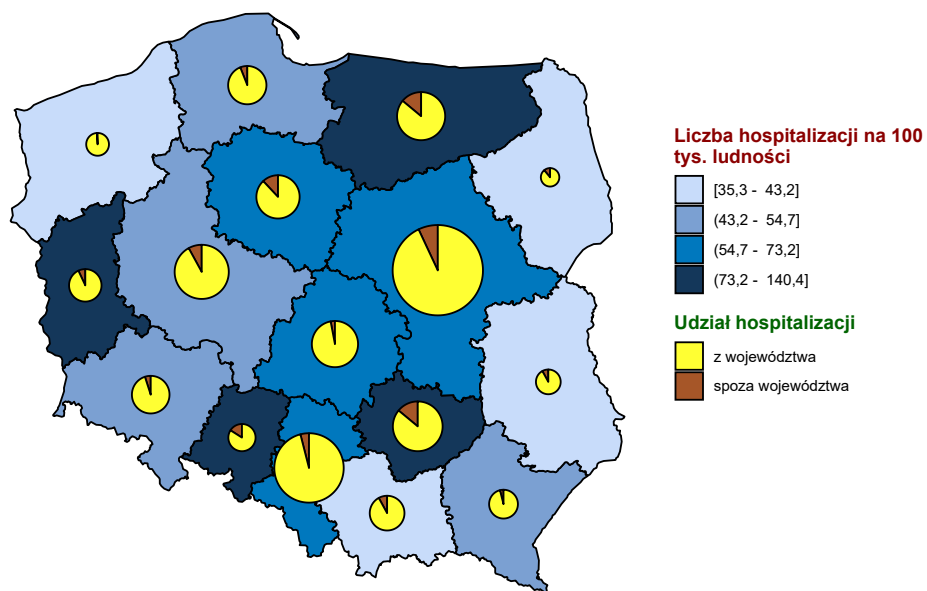 Liczba hospitalizacji na 100
tys. ludności
[35,3 - 43,2]
(43,2 - 54,7]
(54,7 - 73,2]
(73,2 - 140,4]
Udział hospitalizacji
z województwa
spoza województwa